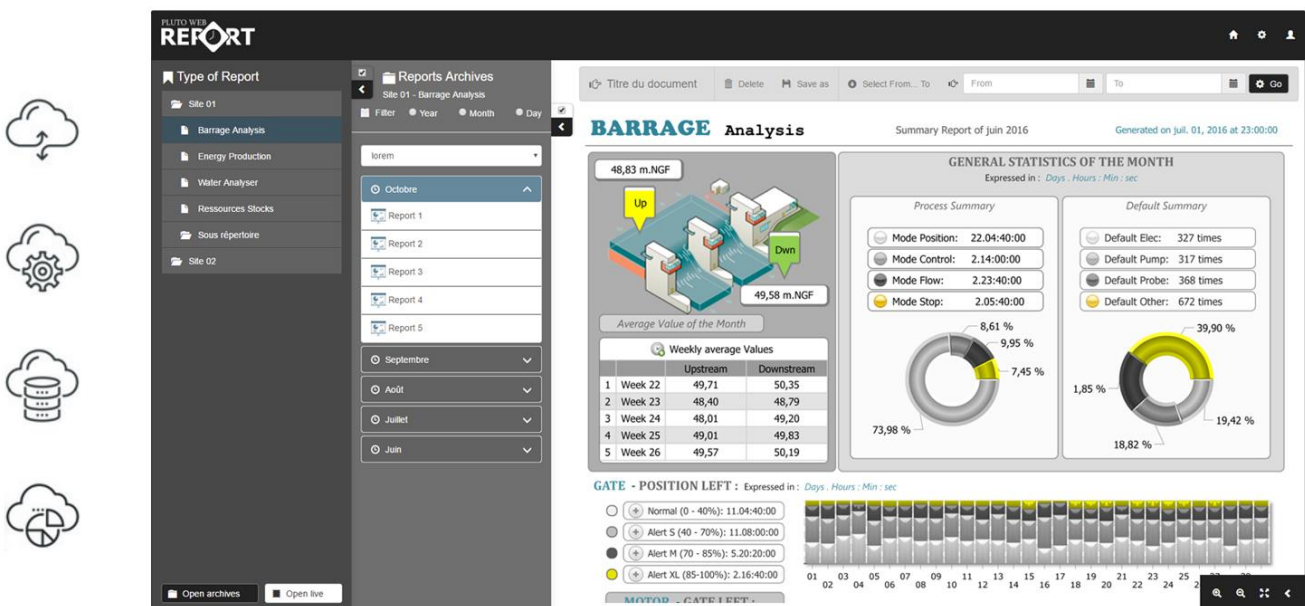 PLUTO WEB
REPORT
Type of Report
Site 01
Barrage Analysis
Energy Production
Water Analyser
Ressources Stocks
Sous répertoire
Site 02
Open archives
Open live
Reports Archives
Site 01 - Barrage Analysis
Filter Year Month Day
lorem
Octobre
Report 1
Report 2
Report 3
Report 4
Report 5
Septembre
Août
Juillet
Juin
Titre du document Delete Save as Select From... To From To Go
BARRAGE Analysis Summary Report of juin 2016 Generated on juil. 01, 2016 at 23:00:00
48,83 m.NGF
Up
Dwn
49,58 m.NGF
Average Value of the Month
Weekly average Values
Upstream Downstream
1 Week 22 49,71 50,35
2 Week 23 48,40 48,79
3 Week 24 48,01 49,20
4 Week 25 49,01 49,83
5 Week 26 49,57 50,19
GENERAL STATISTICS OF THE MONTH
Expressed in : Days . Hours : Min : sec
Process Summary
Mode Position: 22.04:40:00
Mode Control: 2.14:00:00
Mode Flow: 2.23:40:00
Mode Stop: 2.05:40:00
8,61 %
9,95 %
7,45 %
73,98 %
Default Summary
Default Elec: 327 times
Default Pump: 317 times
Default Probe: 368 times
Default Other: 672 times
39,90 %
1,85 %
19,42 %
18,82 %
GATE - POSITION LEFT : Expressed in : Days . Hours : Min : sec
Normal (0 - 40%): 11.04:40:00
Alert S (40 - 70%): 11.08:00:00
Alert M (70 - 85%): 5.20:20:00
Alert XL (85-100%): 2.16:40:00
01 03 05 07 09 11 13 15 17 19 21 23 25
02 04 06 08 10 12 14 16 18 20 22 24
MOTOR - GATE LEFT :